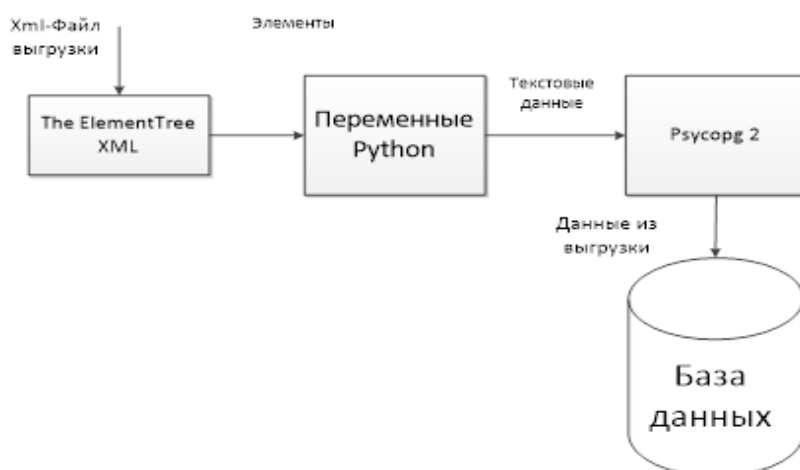 Xml-Файл
выгрузки
Элементы
The ElementTree
XML
Переменные
Python
Текстовые
данные
Psycopg 2
Данные из
выгрузки
База
данных